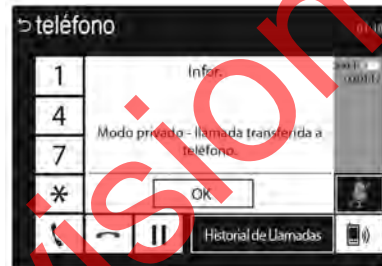 teléfono
1
Infor.
4
Modo privado - llamada transferida a
teléfono.
7
OK
Historial de Llamadas